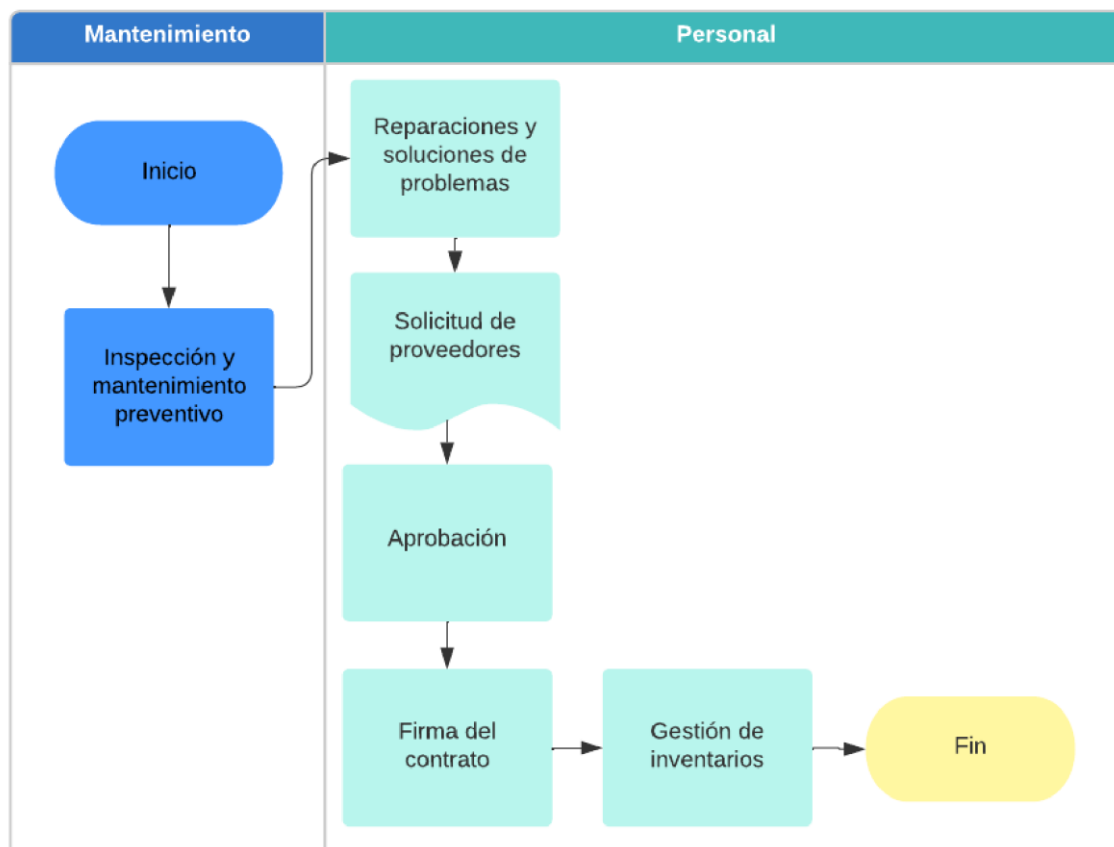 Mantenimiento
Personal
Inicio
Inspección y
mantenimiento
preventivo
Reparaciones y
soluciones de
problemas
Solicitud de
proveedores
Aprobación
Firma del
contrato
Gestión de
inventarios
Fin